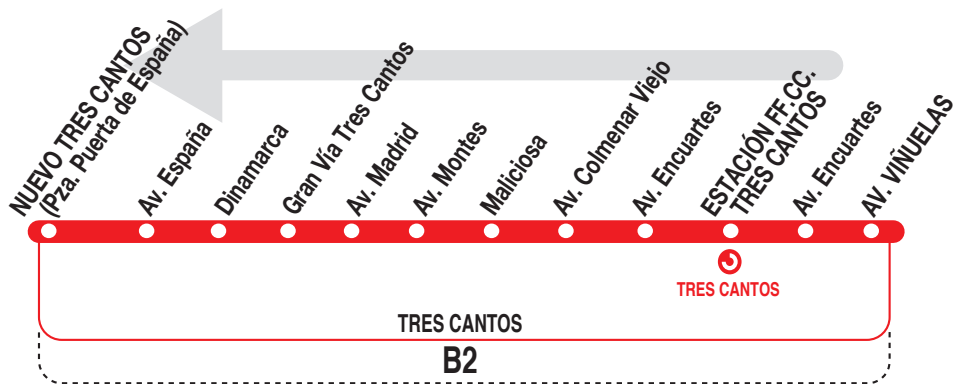 NUEVO TRES CANTOS
(Pza. Puerta de España)
Av. España
Dinamarca
Gran Vía Tres Cantos
Av. Madrid
Av. Montes
Maliciosa
Av. Colmenar Viejo
Av. Encuartes
ESTACIÓN FF.CC.
TRES CANTOS
Av. Encuartes
AV. VIÑUELAS
TRES CANTOS
TRES CANTOS
B2